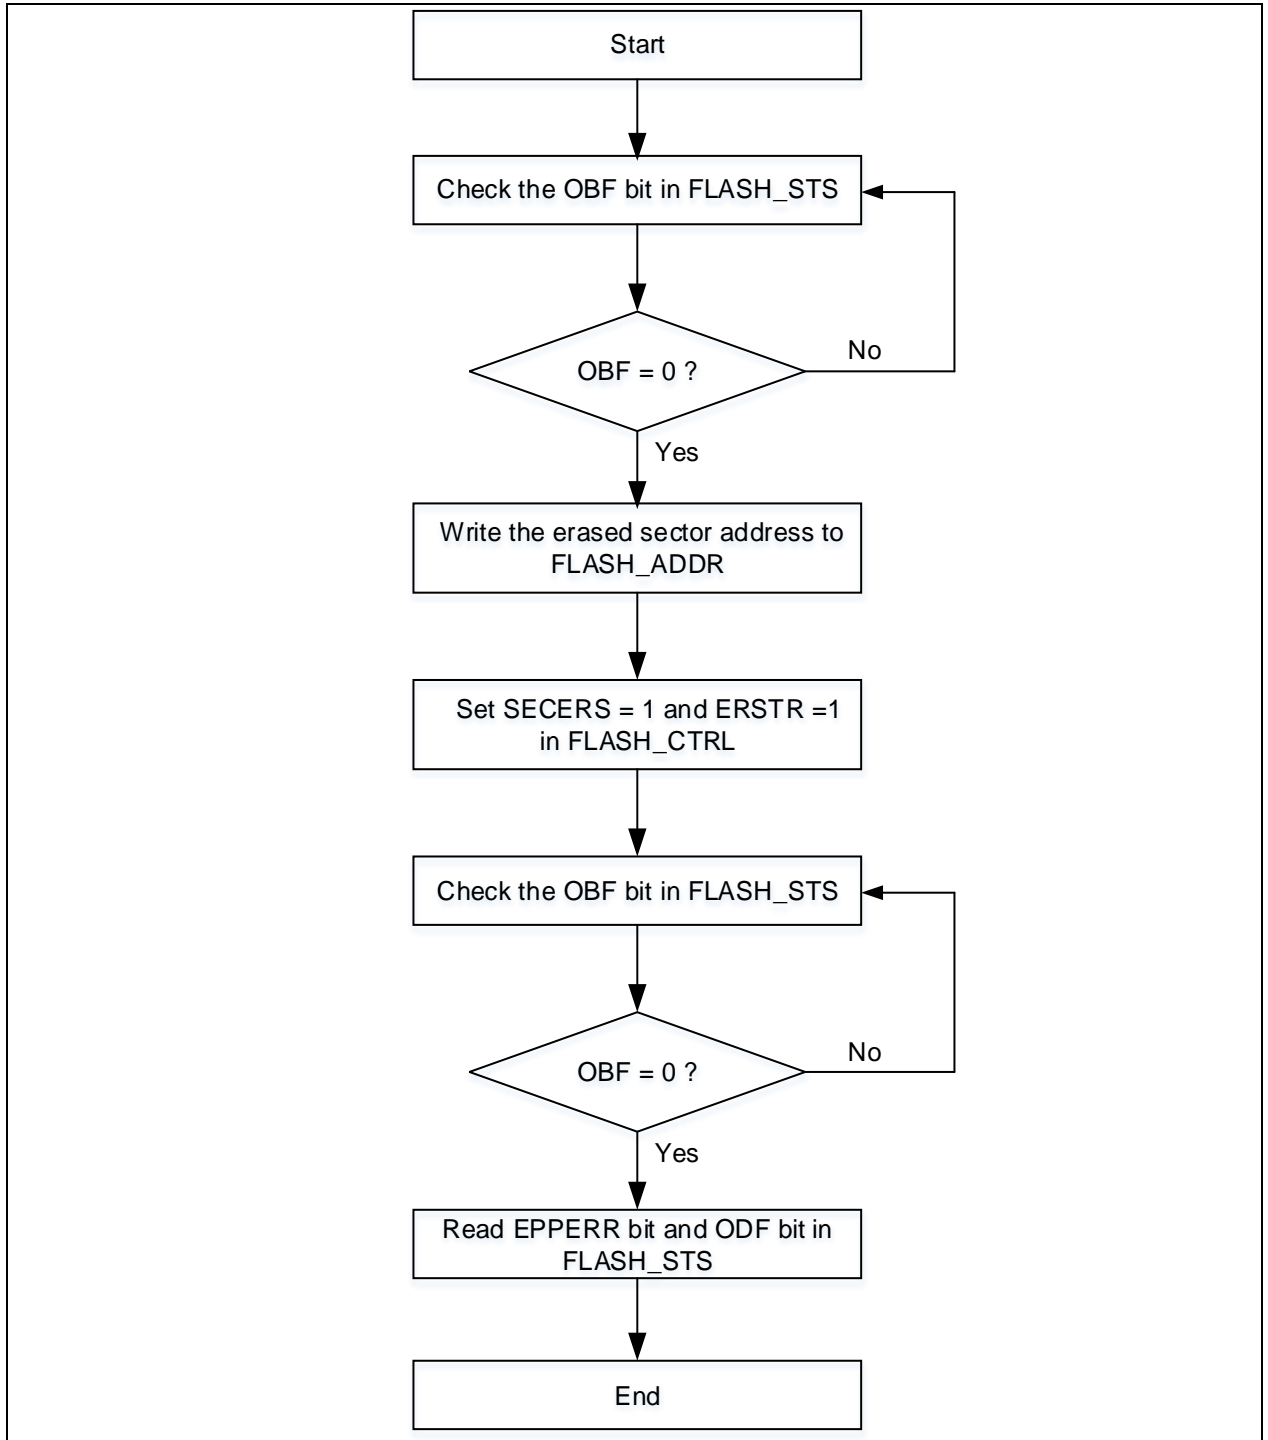 Start
Check the OBF bit in FLASH_STS
OBF = 0 ?
No
Yes
Write the erased sector address to
FLASH_ADDR
Set SECERS = 1 and ERSTR =1
in FLASH_CTRL
Check the OBF bit in FLASH_STS
OBF = 0 ?
No
Yes
Read EPPERR bit and ODF bit in
FLASH_STS
End